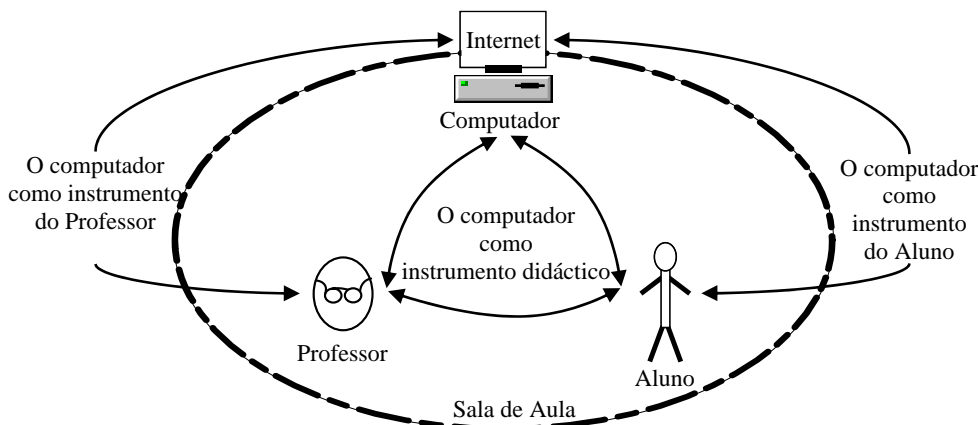 Internet
Computador
O computador
como instrumento
do Professor
O computador
como
instrumento didáctico
O computador
como
instrumento
do Aluno
Professor
Aluno
Sala de Aula